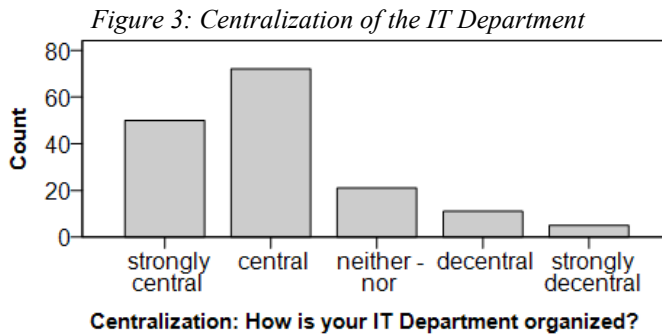 Figure 3: Centralization of the IT Department
80
60
40
20
0
Count
strongly central
central
neither - nor
decentral
strongly decentral
Centralization: How is your IT Department organized?